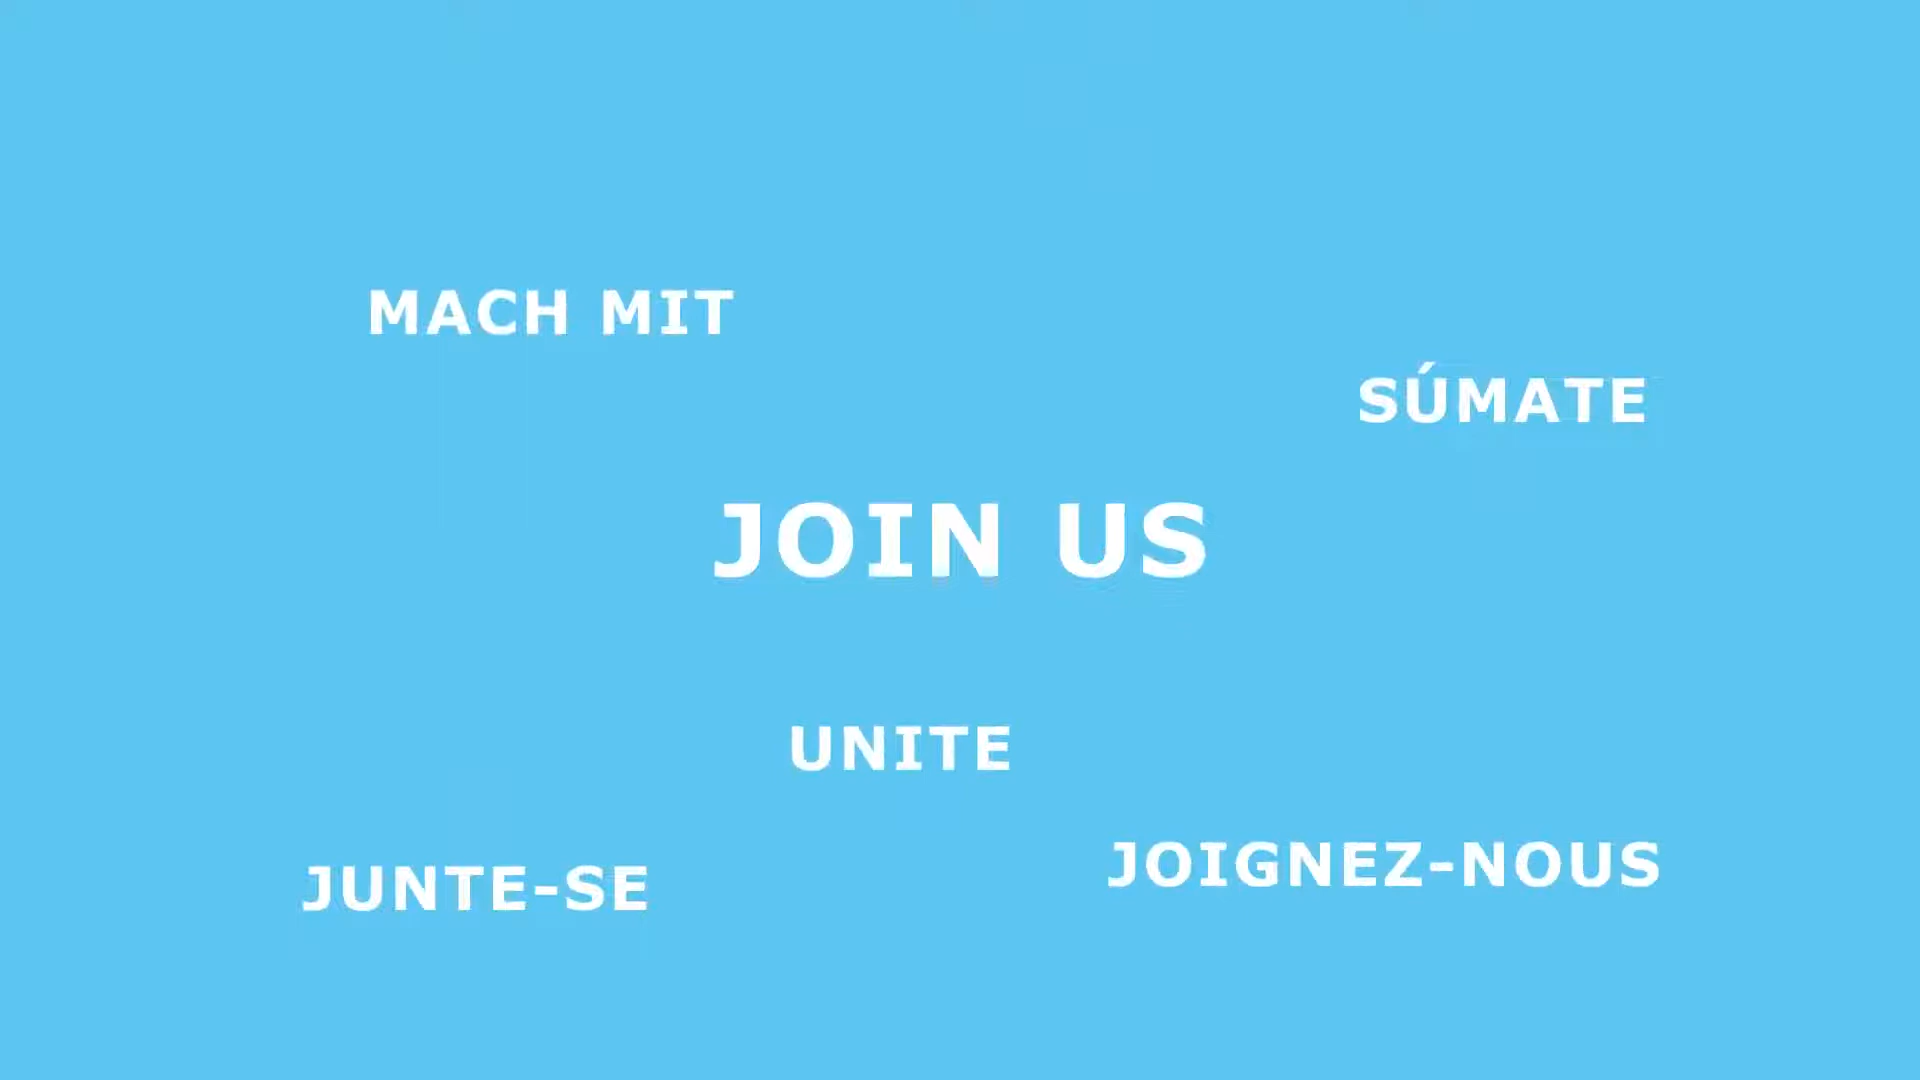 MACH MIT
SÚMATE
JOIN US
UNITE
JOIGNEZ-NOUS
JUNTE-SE